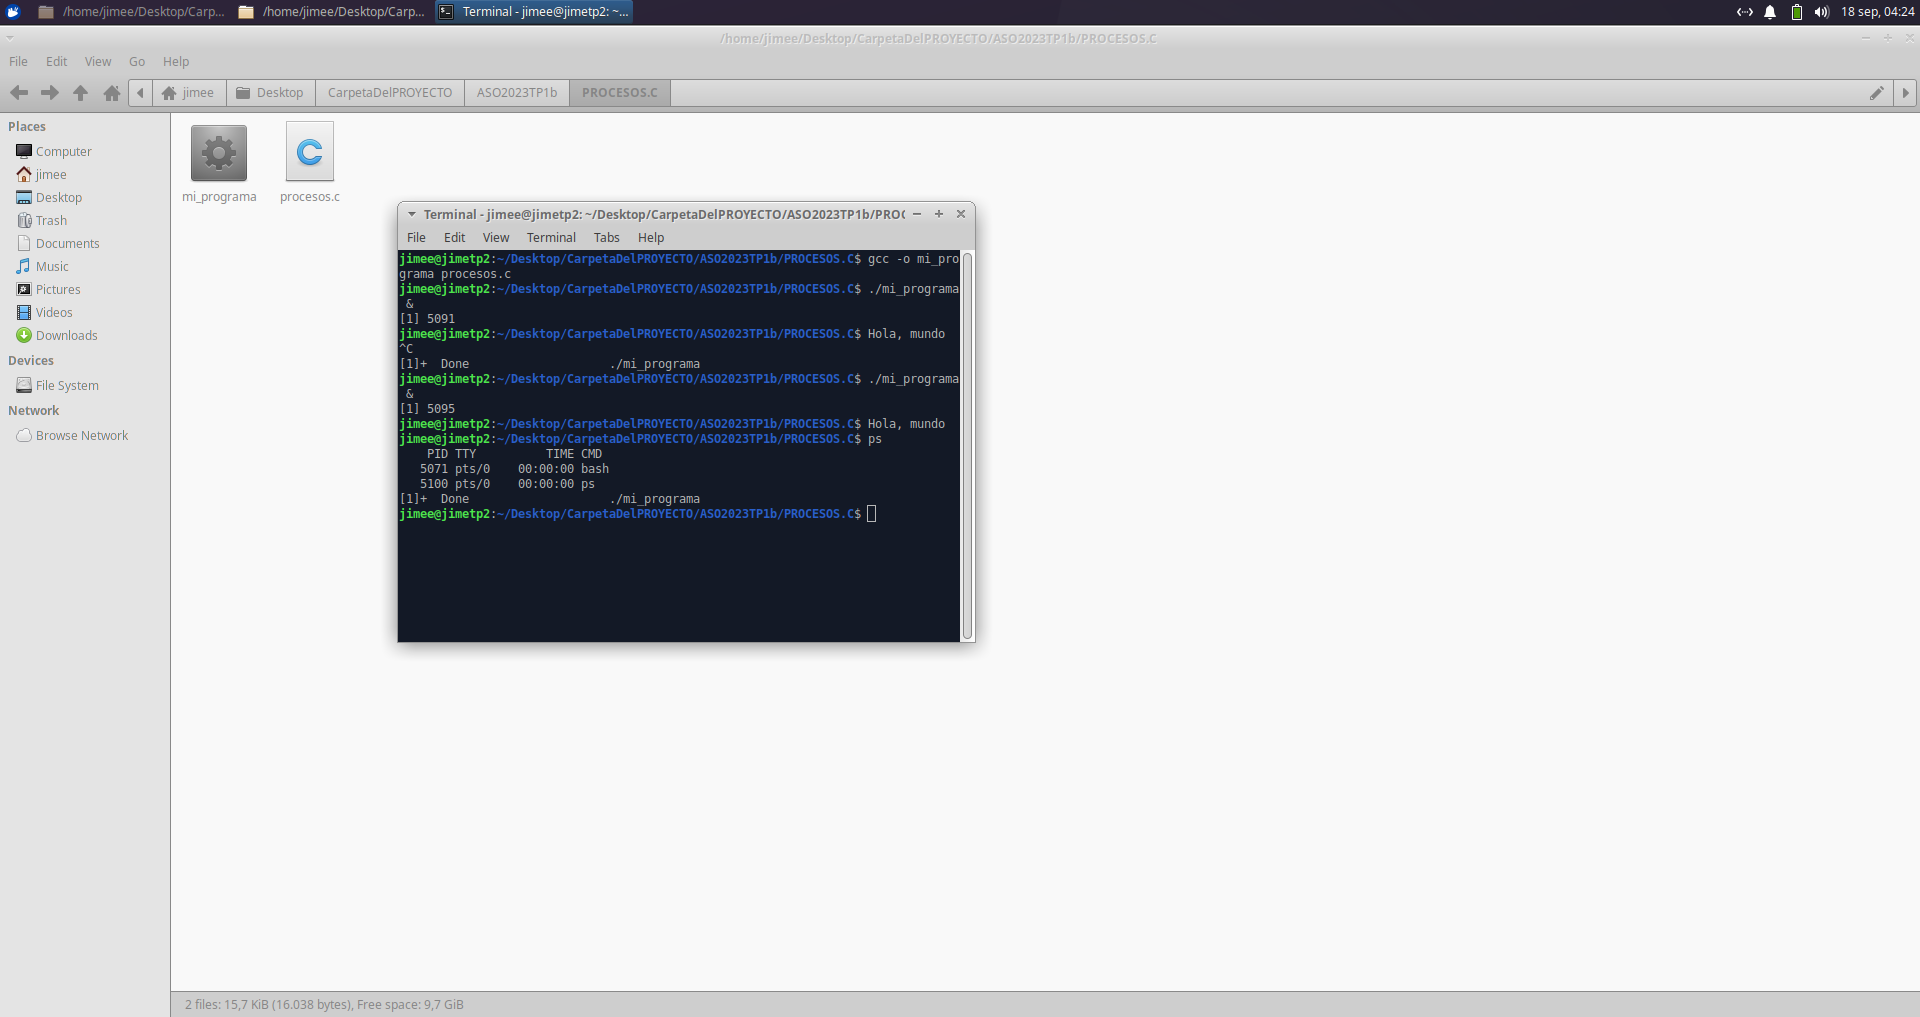 /home/jimee/Desktop/Carp... /home/jimee/Desktop/Carp... Terminal - jimee@jimetp2: ~... 18 sep, 04:24
/home/jimee/Desktop/CarpetaDelPROYECTO/ASO2023TP1b/PROCESOS.C
File Edit View Go Help
jimee Desktop CarpetaDelPROYECTO ASO2023TP1b PROCESOS.C
Places
Computer
jimee
Desktop
Trash
Documents
Music
Pictures
Videos
Downloads
Devices
File System
Network
Browse Network
mi_programa procesos.c
Terminal - jimee@jimetp2: ~/Desktop/CarpetaDelPROYECTO/ASO2023TP1b/PROC
File Edit View Terminal Tabs Help
jimee@jimetp2:~/Desktop/CarpetaDelPROYECTO/ASO2023TP1b/PROCESOS.C$ gcc -o mi_pro
grama procesos.c
jimee@jimetp2:~/Desktop/CarpetaDelPROYECTO/ASO2023TP1b/PROCESOS.C$ ./mi_programa
&
[1] 5091
jimee@jimetp2:~/Desktop/CarpetaDelPROYECTO/ASO2023TP1b/PROCESOS.C$ Hola, mundo
^C
[1]+  Done                    ./mi_programa
jimee@jimetp2:~/Desktop/CarpetaDelPROYECTO/ASO2023TP1b/PROCESOS.C$ ./mi_programa
&
[1] 5095
jimee@jimetp2:~/Desktop/CarpetaDelPROYECTO/ASO2023TP1b/PROCESOS.C$ Hola, mundo
jimee@jimetp2:~/Desktop/CarpetaDelPROYECTO/ASO2023TP1b/PROCESOS.C$ ps
PID TTY          TIME CMD
5071 pts/0    00:00:00 bash
5100 pts/0    00:00:00 ps
[1]+  Done                    ./mi_programa
jimee@jimetp2:~/Desktop/CarpetaDelPROYECTO/ASO2023TP1b/PROCESOS.C$
2 files: 15,7 KiB (16.038 bytes), Free space: 9,7 GiB